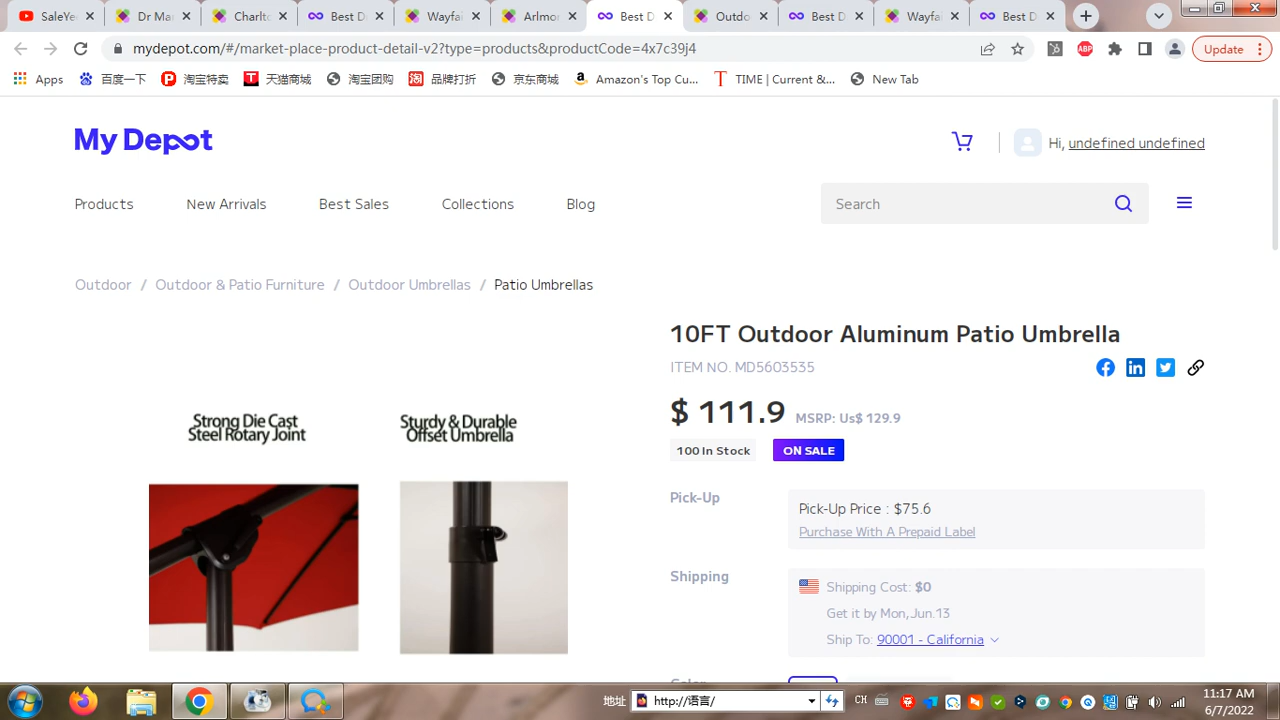 SaleYe
Dr Ma
Charlto
Best D
Wayfa
Arlmor
Best D
Outdo
Best D
Wayfa
Best D
mydepot.com/#/market-place-product-detail-v2?type=products&productCode=4x7c39j4
ABP
Update
Apps
百度一下
淘宝特卖
天猫商城
淘宝团购
品牌打折
京东商城
Amazon's Top Cu...
TIME | Current &...
New Tab
My Depot
Hi, undefined undefined
Products
New Arrivals
Best Sales
Collections
Blog
Search
Outdoor / Outdoor & Patio Furniture / Outdoor Umbrellas / Patio Umbrellas
10FT Outdoor Aluminum Patio Umbrella
ITEM NO. MD5603535
$ 111.9 MSRP: Us$ 129.9
100 In Stock
ON SALE
Strong Die Cast
Steel Rotary Joint
Sturdy & Durable
Offset Umbrella
Pick-Up
Pick-Up Price : $75.6
Purchase With A Prepaid Label
Shipping
Shipping Cost: $0
Get it by Mon,Jun.13
Ship To: 90001 - California
地址
http://语言/
CH
11:17 AM
6/7/2022